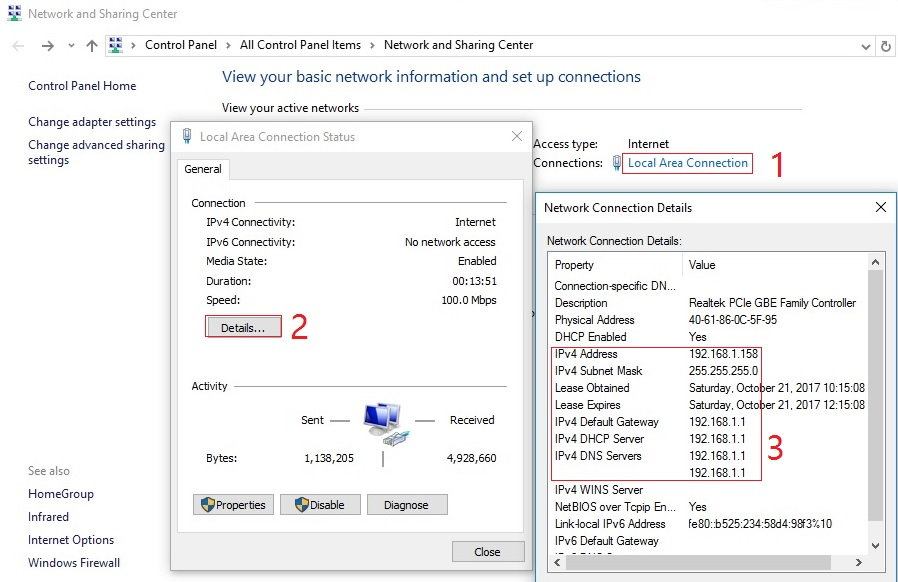 Network and Sharing Center
Control Panel > All Control Panel Items > Network and Sharing Center
Control Panel Home
Change adapter settings
Change advanced sharing
settings
See also
HomeGroup
Infrared
Internet Options
Windows Firewall
View your basic network information and set up connections
View your active networks
Access type: Internet
Connections: Local Area Connection
1
Local Area Connection Status
General
Connection
IPv4 Connectivity: Internet
IPv6 Connectivity: No network access
Media State: Enabled
Duration: 00:13:51
Speed: 100.0 Mbps
Details...
2
Activity
Sent Received
Bytes: 1,138,205 4,928,660
Properties Disable Diagnose
Close
Network Connection Details
Network Connection Details:
Property Value
Connection-specific DN...
Description Realtek PCIe GBE Family Controller
Physical Address 40-61-86-0C-5F-95
DHCP Enabled Yes
IPv4 Address 192.168.1.158
IPv4 Subnet Mask 255.255.255.0
Lease Obtained Saturday, October 21, 2017 10:15:08
Lease Expires Saturday, October 21, 2017 12:15:08
IPv4 Default Gateway 192.168.1.1
IPv4 DHCP Server 192.168.1.1
IPv4 DNS Servers 192.168.1.1
192.168.1.1
3
IPv4 WINS Server
NetBIOS over Tcpip En... Yes
Link-local IPv6 Address fe80::b525:234:58d4:98f3%10
IPv6 Default Gateway